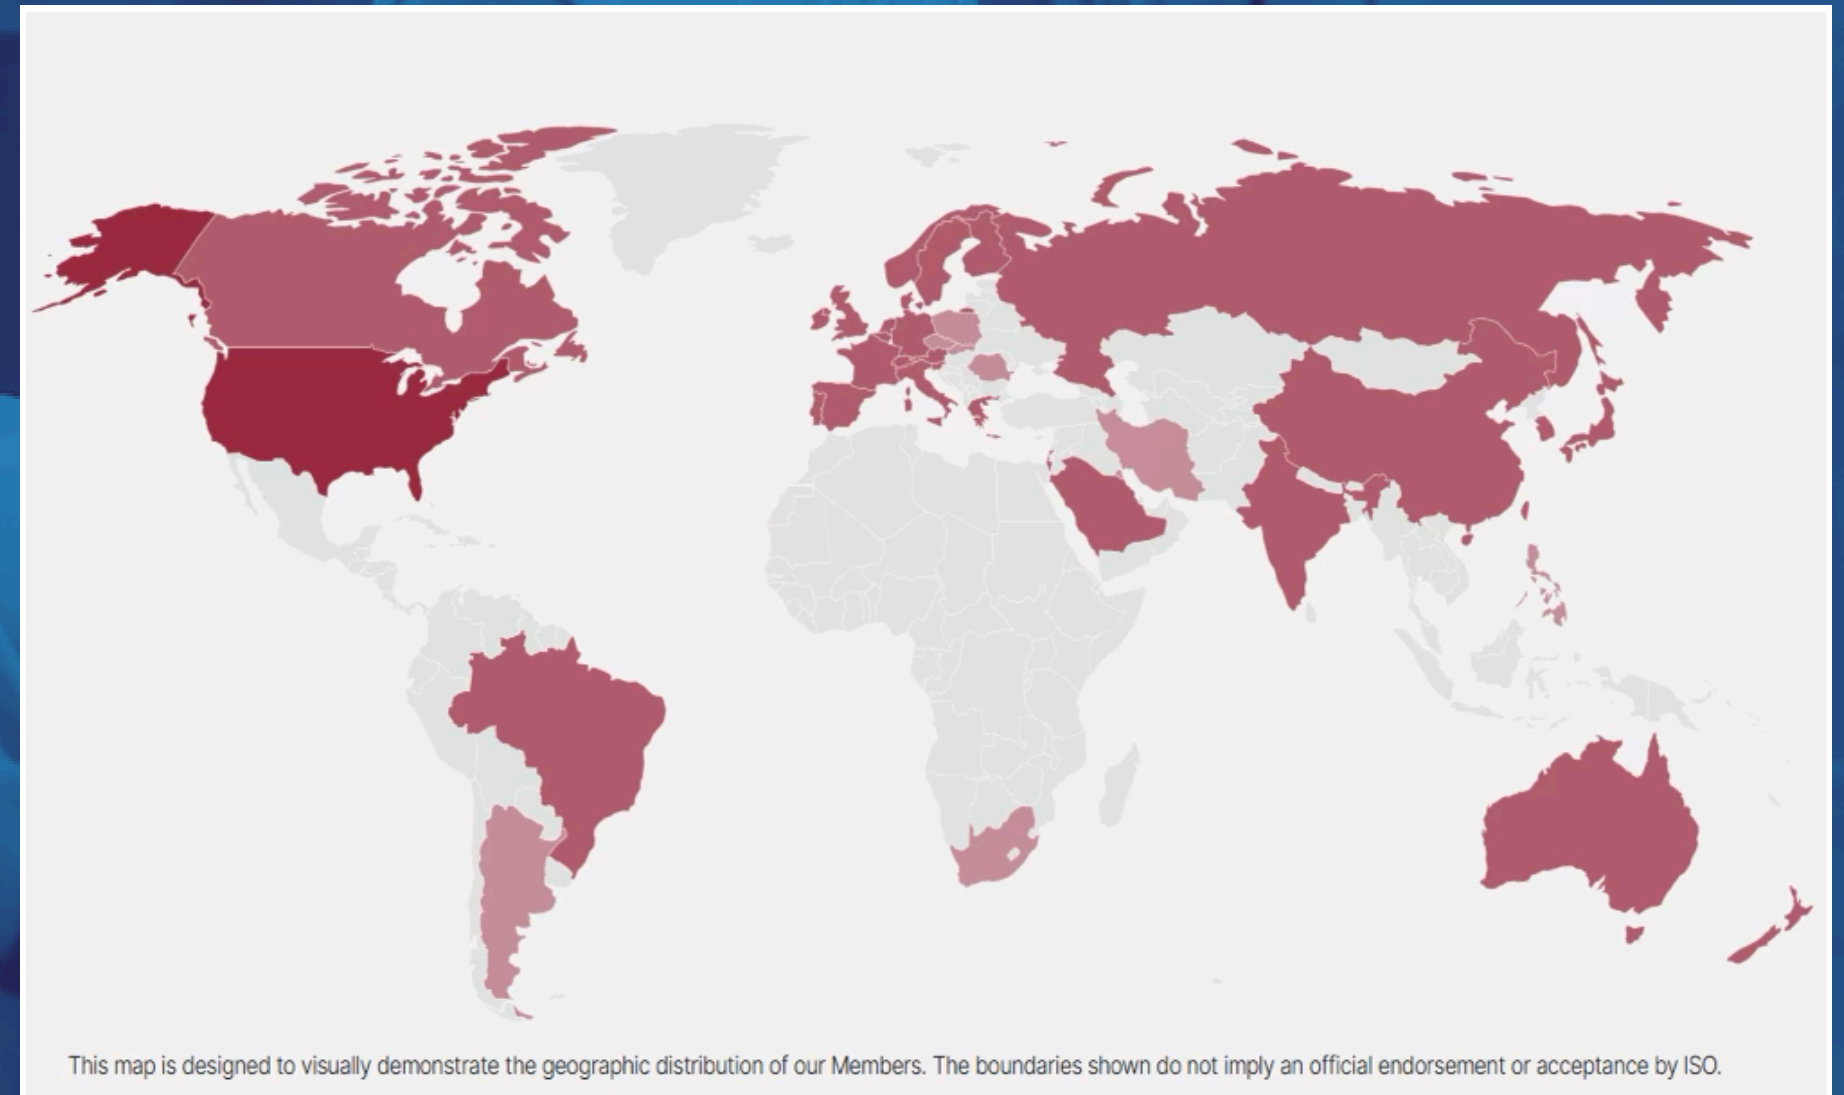 This map is designed to visually demonstrate the geographic distribution of our Members. The boundaries shown do not imply an official endorsement or acceptance by ISO.